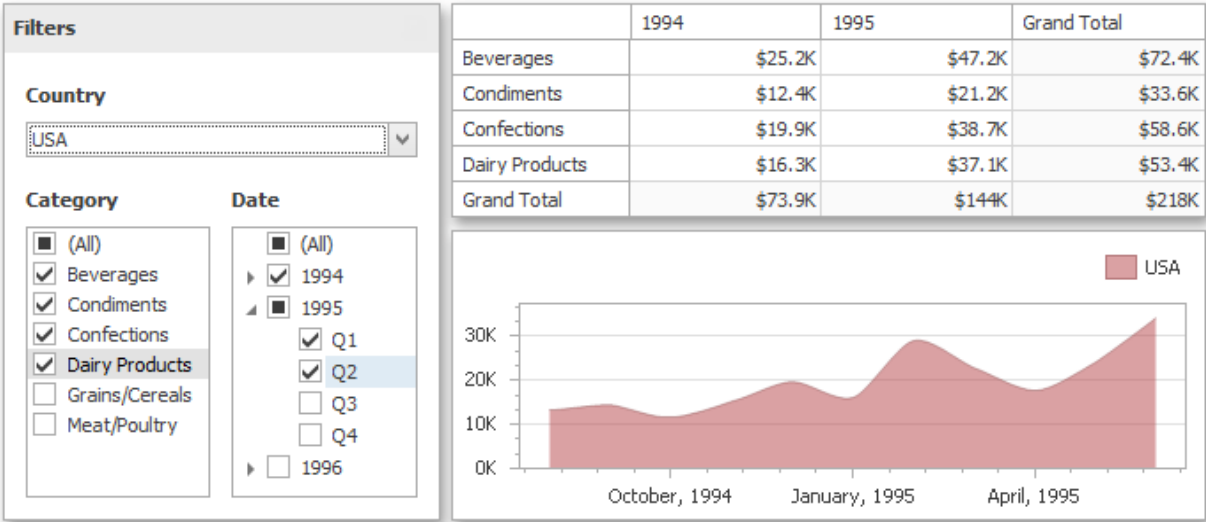 Filters
Country
USA
Category
(All)
Beverages
Condiments
Confections
Dairy Products
Grains/Cereals
Meat/Poultry
Date
(All)
1994
1995
Q1
Q2
Q3
Q4
1996
1994 1995 Grand Total
Beverages $25.2K $47.2K $72.4K
Condiments $12.4K $21.2K $33.6K
Confections $19.9K $38.7K $58.6K
Dairy Products $16.3K $37.1K $53.4K
Grand Total $73.9K $144K $218K
USA
30K
20K
10K
0K
October, 1994 January, 1995 April, 1995